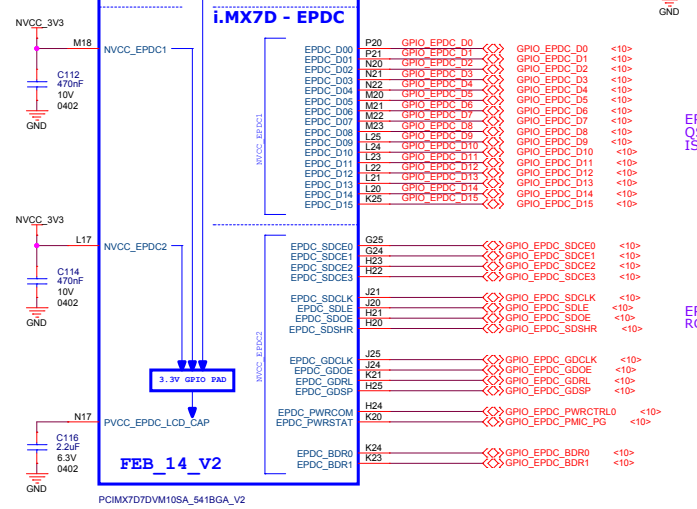 i.MX7D - EPDC
GND
NVCC_3V3
M18
NVCC_EPDC1
C112
470nF
10V
0402
GND
NVCC_EPDC1
EPDC_D00 P20 GPIO_EPDC_D0 GPIO_EPDC_D0 <10>
EPDC_D01 P21 GPIO_EPDC_D1 GPIO_EPDC_D1 <10>
EPDC_D02 N20 GPIO_EPDC_D2 GPIO_EPDC_D2 <10>
EPDC_D03 N21 GPIO_EPDC_D3 GPIO_EPDC_D3 <10>
EPDC_D04 N22 GPIO_EPDC_D4 GPIO_EPDC_D4 <10>
EPDC_D05 M20 GPIO_EPDC_D5 GPIO_EPDC_D5 <10>
EPDC_D06 M21 GPIO_EPDC_D6 GPIO_EPDC_D6 <10>
EPDC_D07 M22 GPIO_EPDC_D7 GPIO_EPDC_D7 <10>
EPDC_D08 M23 GPIO_EPDC_D8 GPIO_EPDC_D8 <10>
EPDC_D09 L25 GPIO_EPDC_D9 GPIO_EPDC_D9 <10>
EPDC_D10 L24 GPIO_EPDC_D10 GPIO_EPDC_D10 <10>
EPDC_D11 L23 GPIO_EPDC_D11 GPIO_EPDC_D11 <10>
EPDC_D12 L22 GPIO_EPDC_D12 GPIO_EPDC_D12 <10>
EPDC_D13 L21 GPIO_EPDC_D13 GPIO_EPDC_D13 <10>
EPDC_D14 L20 GPIO_EPDC_D14 GPIO_EPDC_D14 <10>
EPDC_D15 K25 GPIO_EPDC_D15 GPIO_EPDC_D15 <10>
NVCC_3V3
L17
NVCC_EPDC2
C114
470nF
10V
0402
GND
NVCC_EPDC2
EPDC_SDCE0 G25 GPIO_EPDC_SDCE0 <10>
EPDC_SDCE1 G24 GPIO_EPDC_SDCE1 <10>
EPDC_SDCE2 H23 GPIO_EPDC_SDCE2 <10>
EPDC_SDCE3 H22 GPIO_EPDC_SDCE3 <10>
EPDC_SDCLK J21 GPIO_EPDC_SDCLK <10>
EPDC_SDLE J20 GPIO_EPDC_SDLE <10>
EPDC_SDOE H21 GPIO_EPDC_SDOE <10>
EPDC_SDSHR H20 GPIO_EPDC_SDSHR <10>
EPDC_GDCLK J25 GPIO_EPDC_GDCLK <10>
EPDC_GDOE J24 GPIO_EPDC_GDOE <10>
EPDC_GDRL K21 GPIO_EPDC_GDRL <10>
EPDC_GDSP H25 GPIO_EPDC_GDSP <10>
3.3V GPIO PAD
EPDC_PWRCOM H24 GPIO_EPDC_PWRCTRL0 <10>
EPDC_PWRSTAT K20 GPIO_EPDC_PMIC_PG <10>
N17
PVCC_EPDC_LCD_CAP
C116
2.2uF
6.3V
0402
GND
EPDC_BDR0 K24 GPIO_EPDC_BDR0 <10>
EPDC_BDR1 K23 GPIO_EPDC_BDR1 <10>
FEB_14_V2
PCIMX7D7DVM10SA_541BGA_V2